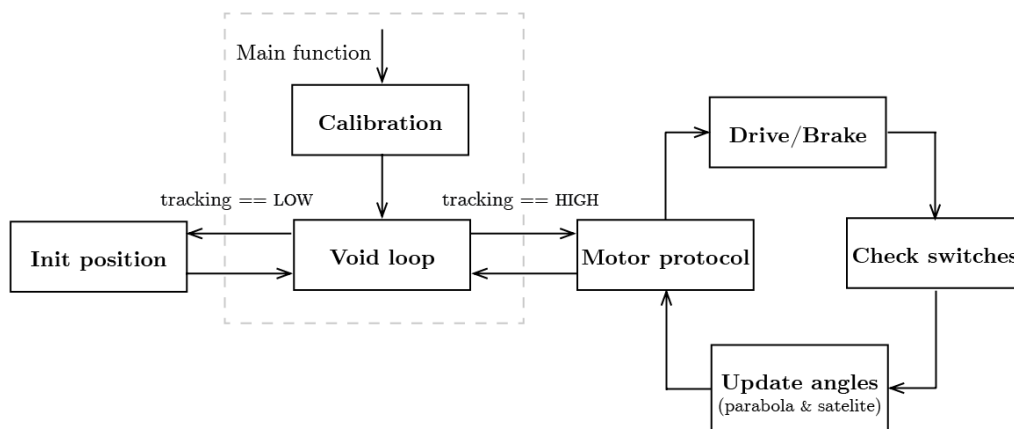 Main function
Calibration
Drive/Brake
tracking == LOW
tracking == HIGH
Init position
Void loop
Motor protocol
Check switches
Update angles
(parabola & satelite)